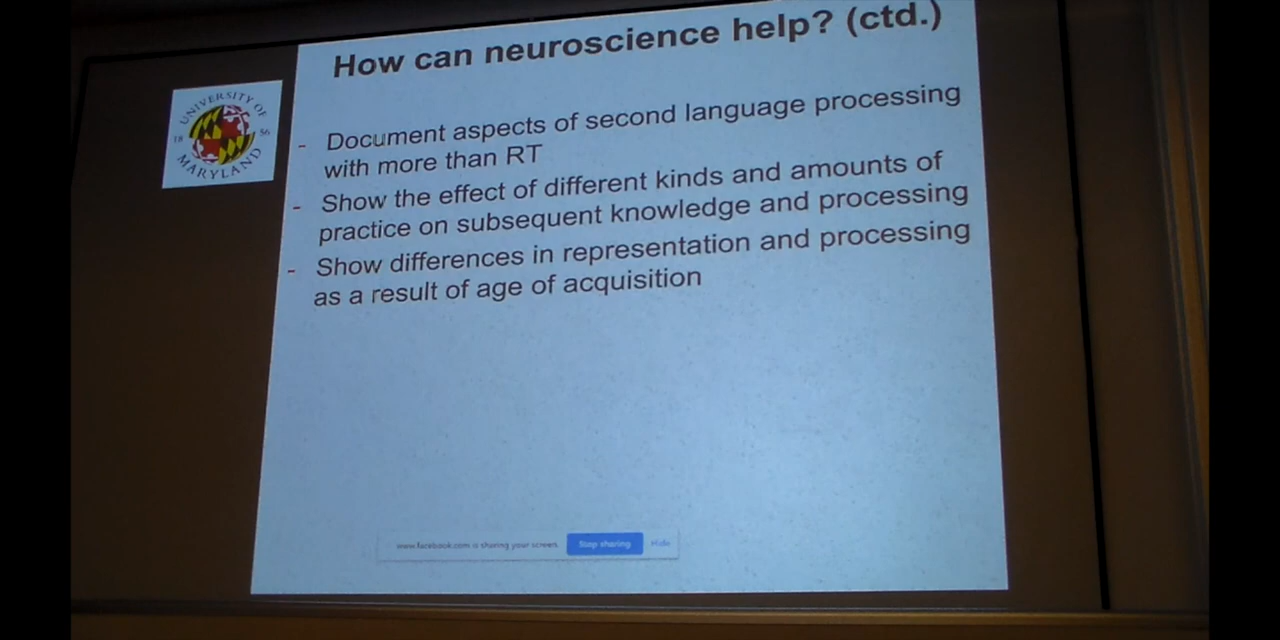 How can neuroscience help? (ctd.)
UNIVERSITY OF
18 56
MARYLAND
- Document aspects of second language processing
with more than RT
- Show the effect of different kinds and amounts of
practice on subsequent knowledge and processing
- Show differences in representation and processing
as a result of age of acquisition
www.facebook.com is sharing your screen. Stop sharing Hide